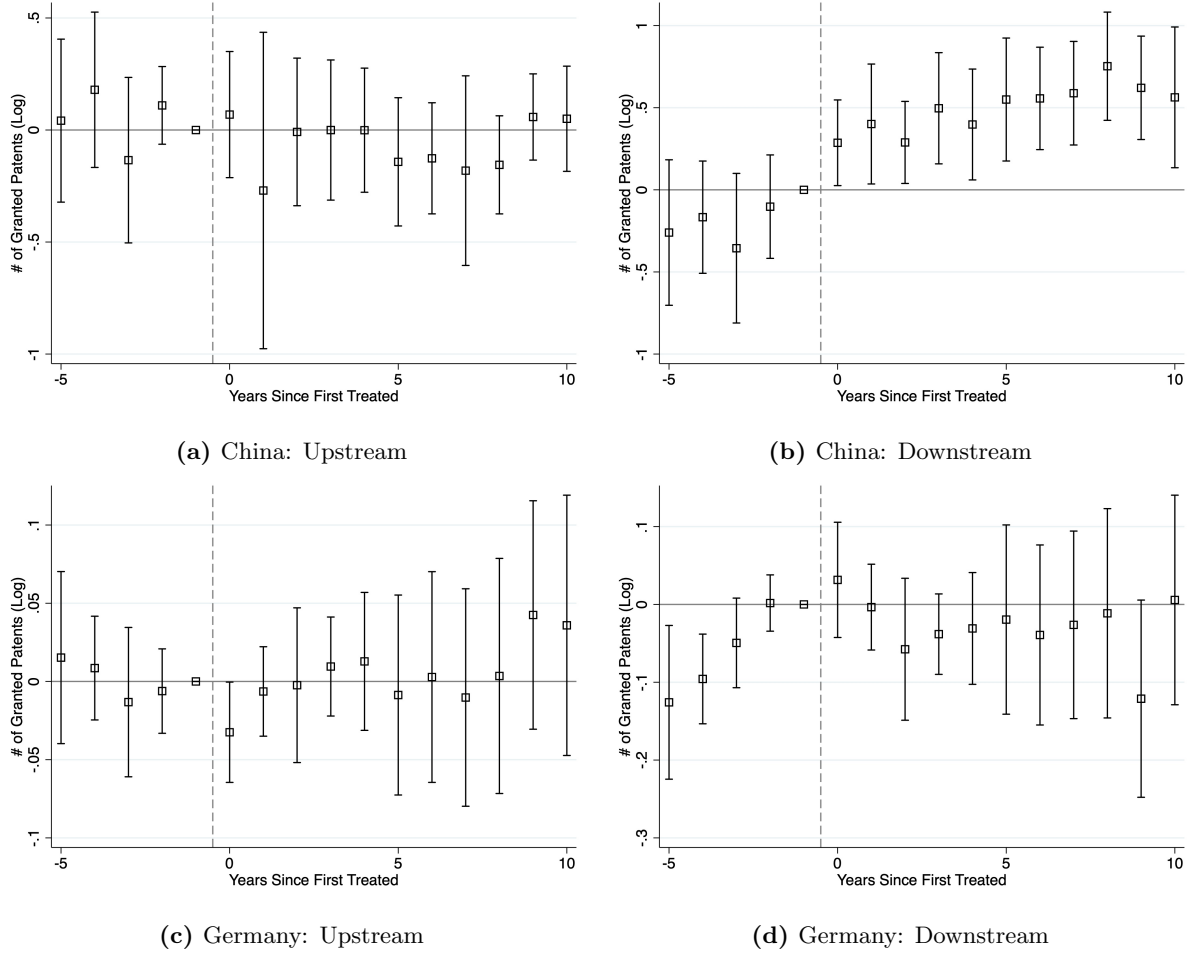 .5
0
-.5
-1
# of Granted Patents (Log)
-5
0
5
10
Years Since First Treated
(a) China: Upstream
1
.5
0
-.5
-1
# of Granted Patents (Log)
-5
0
5
10
Years Since First Treated
(b) China: Downstream
.1
.05
0
-.05
-.1
# of Granted Patents (Log)
-5
0
5
10
Years Since First Treated
(c) Germany: Upstream
.1
0
-.1
-.2
-.3
# of Granted Patents (Log)
-5
0
5
10
Years Since First Treated
(d) Germany: Downstream